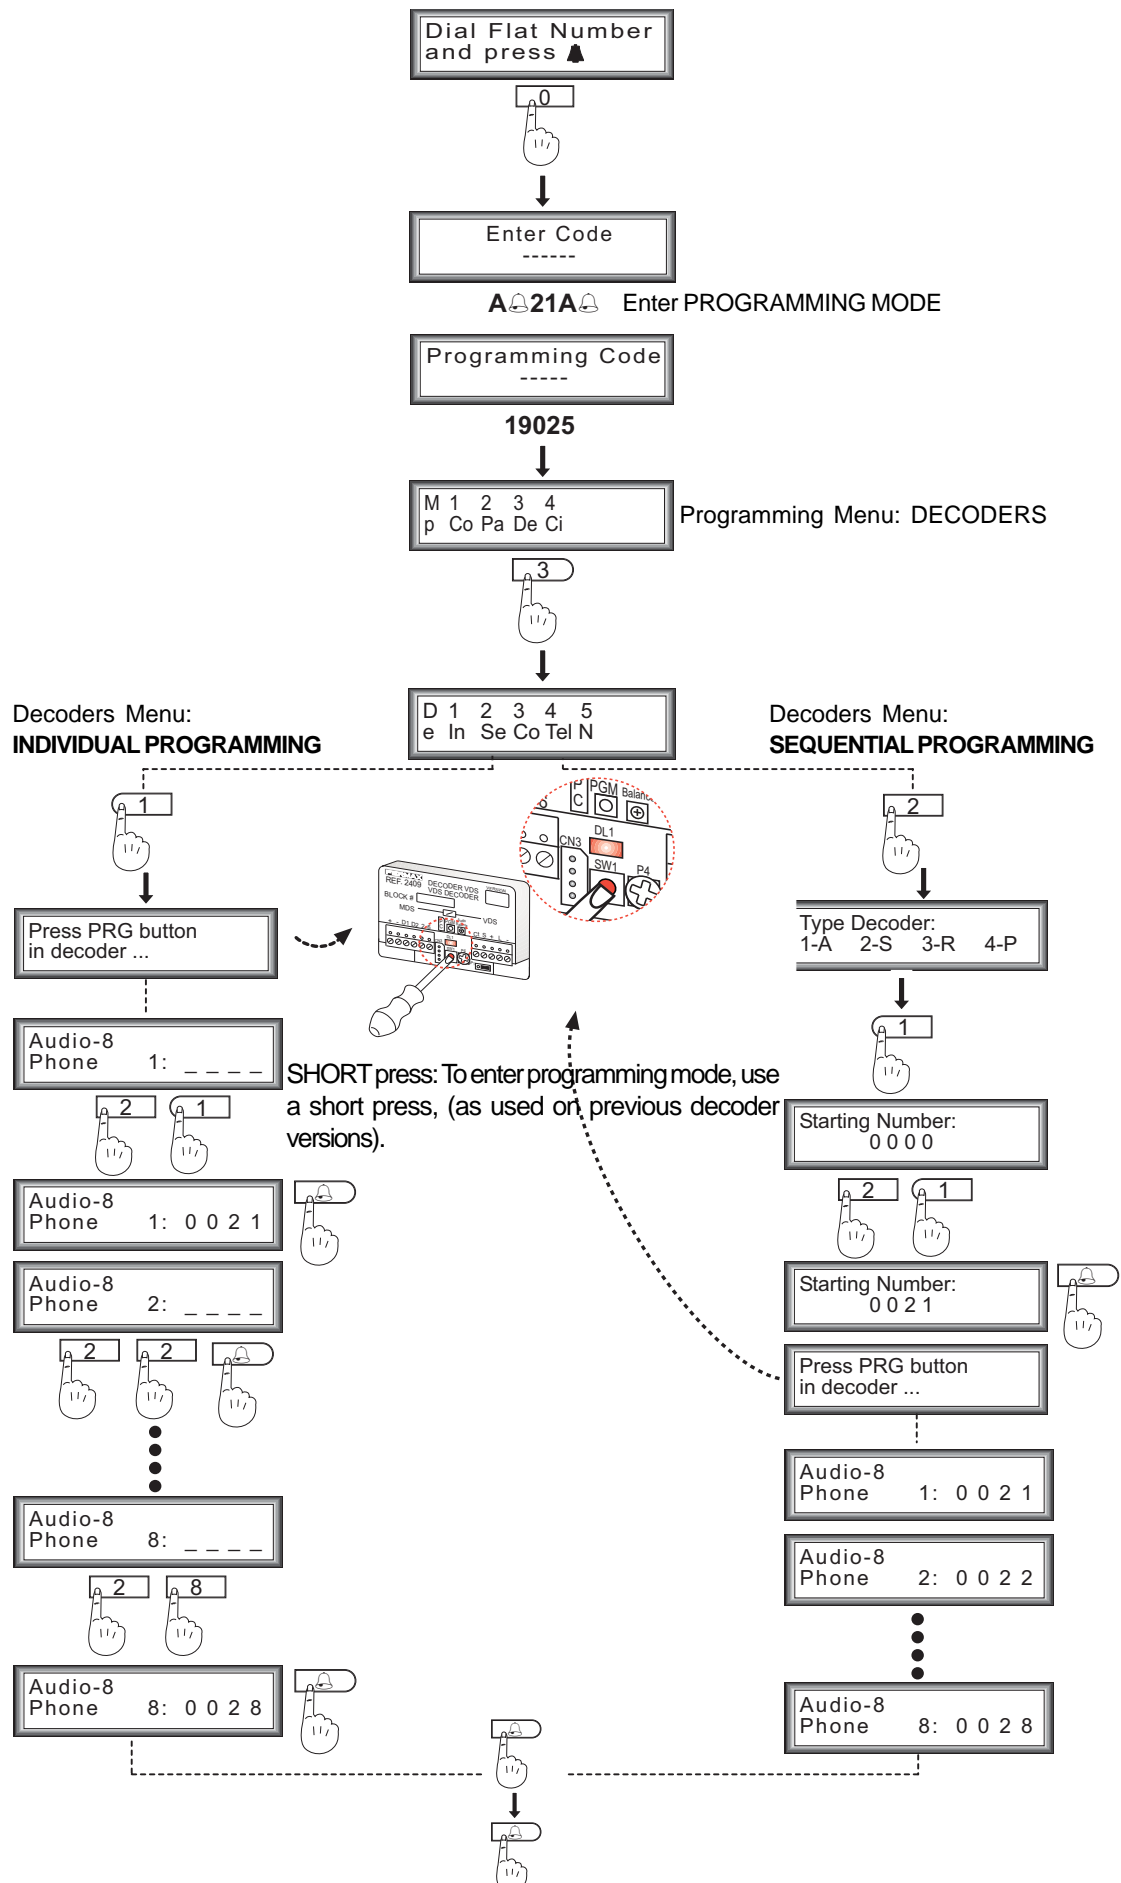 Dial Flat Number
and press
0
Enter Code
------
A 21A Enter PROGRAMMING MODE
Programming Code
-----
19025
M 1 2 3 4
p Co Pa De Ci
Programming Menu: DECODERS
3
D 1 2 3 4 5
e In Se Co Tel N
Decoders Menu:
INDIVIDUAL PROGRAMMING
1
Press PRG button
in decoder ...
Audio-8
Phone 1: _ _ _ _
2 1
Audio-8
Phone 1: 0 0 2 1
Audio-8
Phone 2: _ _ _ _
2 2
Audio-8
Phone 8: _ _ _ _
2 8
Audio-8
Phone 8: 0 0 2 8
PGM
DL1
CN3
SW1
P4
REF. 2409
DECODER VDS
VDS DECODER
BLOCK #
MDS
VDS
SHORT press: To enter programming mode, use
a short press, (as used on previous decoder
versions).
Decoders Menu:
SEQUENTIAL PROGRAMMING
2
Type Decoder:
1-A 2-S 3-R 4-P
1
Starting Number:
0 0 0 0
2 1
Starting Number:
0 0 2 1
Press PRG button
in decoder ...
Audio-8
Phone 1: 0 0 2 1
Audio-8
Phone 2: 0 0 2 2
Audio-8
Phone 8: 0 0 2 8